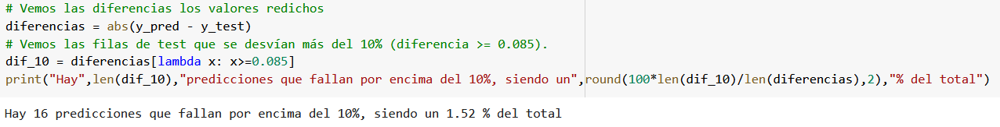 # Vemos las diferencias los valores redichos
diferencias = abs(y_pred - y_test)
# Vemos las filas de test que se desvían más del 10% (diferencia >= 0.085).
dif_10 = diferencias[lambda x: x>=0.085]
print("Hay",len(dif_10),"predicciones que fallan por encima del 10%, siendo un",round(100*len(dif_10)/len(diferencias),2),"% del total")
Hay 16 predicciones que fallan por encima del 10%, siendo un 1.52 % del total